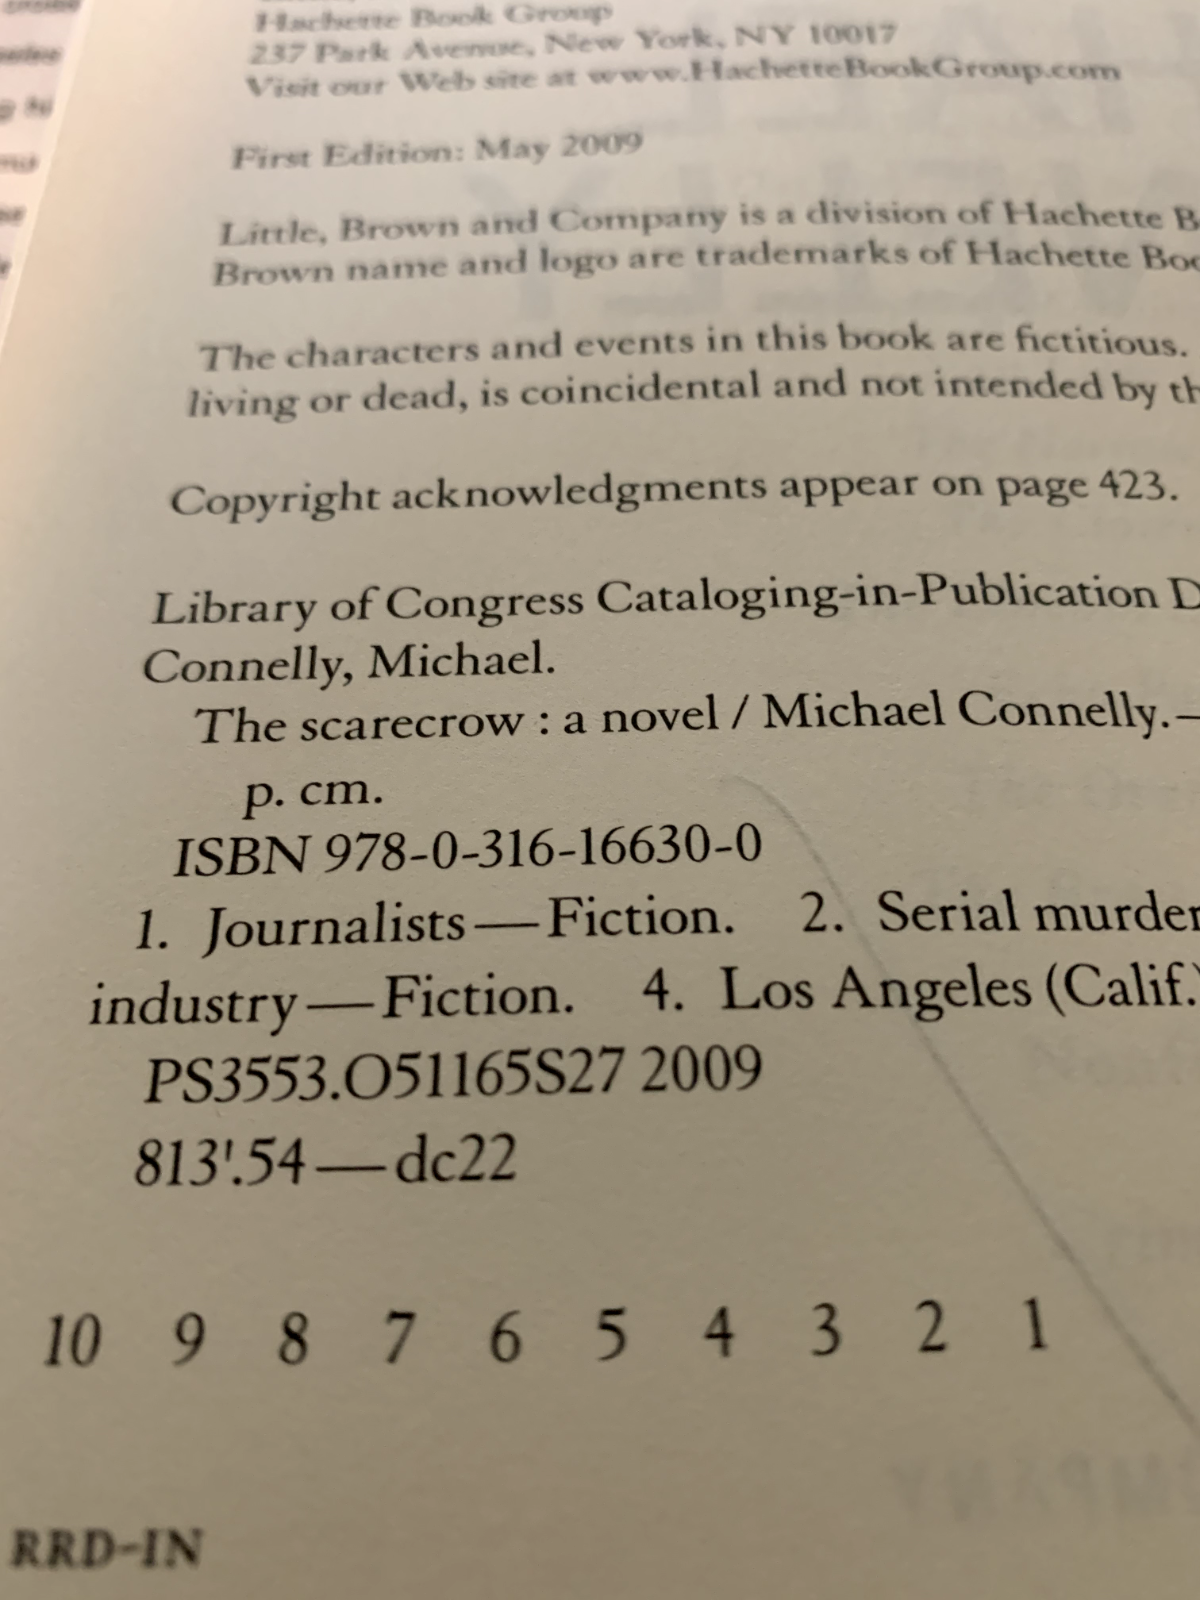 Hachette Book Group
237 Park Avenue, New York, NY 10017
Visit our Web site at www.HachetteBookGroup.com
First Edition: May 2009
Little, Brown and Company is a division of Hachette B
Brown name and logo are trademarks of Hachette Boo
The characters and events in this book are fictitious.
living or dead, is coincidental and not intended by th
Copyright acknowledgments appear on page 423.
Library of Congress Cataloging-in-Publication D
Connelly, Michael.
The scarecrow : a novel / Michael Connelly.—
p. cm.
ISBN 978-0-316-16630-0
1. Journalists—Fiction. 2. Serial murder
industry—Fiction. 4. Los Angeles (Calif.)
PS3553.O51165S27 2009
813'.54—dc22
10 9 8 7 6 5 4 3 2 1
RRD-IN